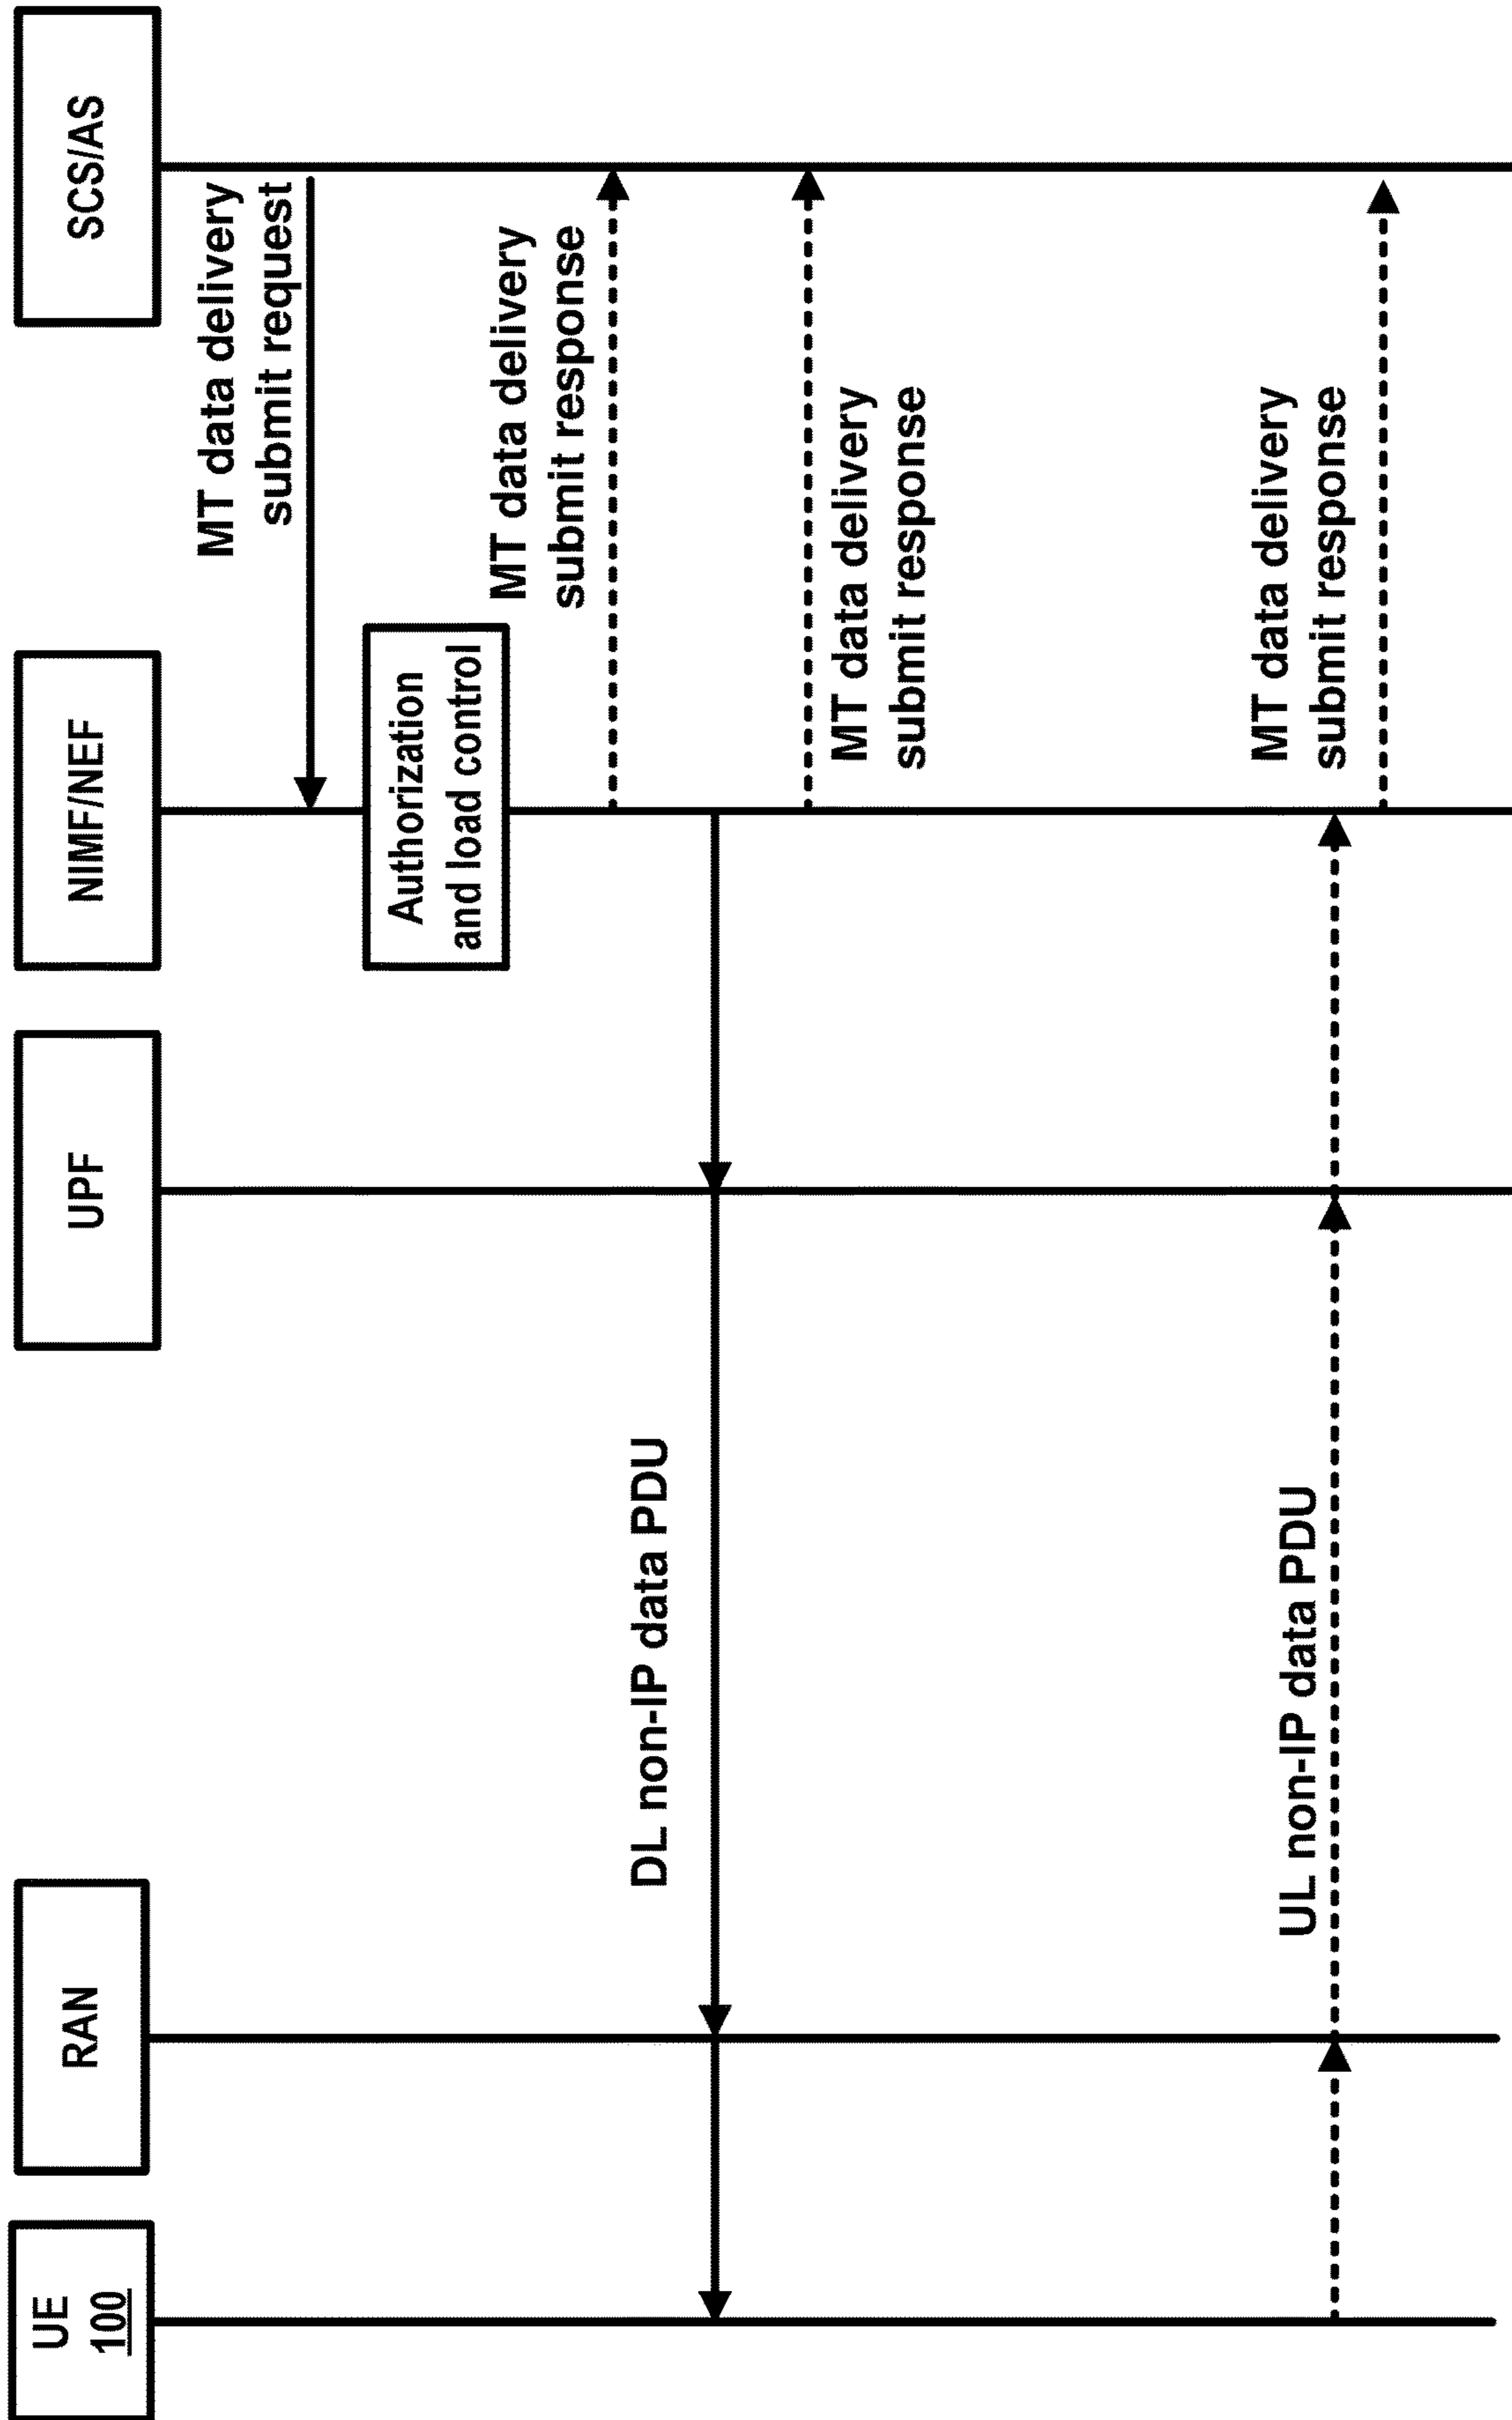 UE
100
RAN
UPF
NIMF/NEF
SCS/AS
MT data delivery
submit request
Authorization
and load control
MT data delivery
submit response
DL non-IP data PDU
MT data delivery
submit response
UL non-IP data PDU
MT data delivery
submit response